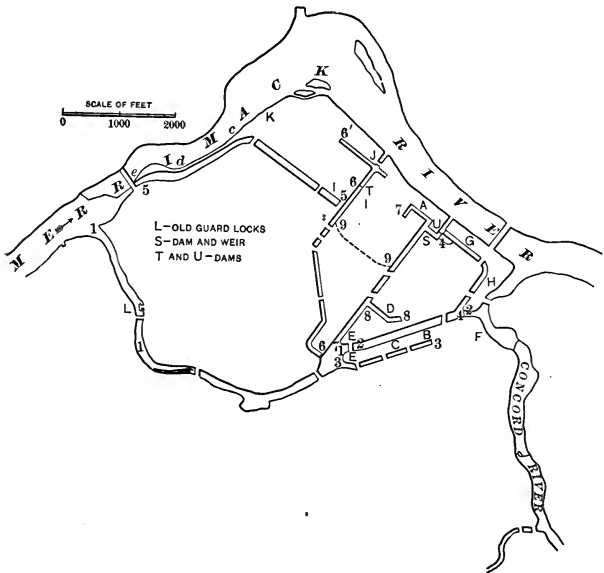 SCALE OF FEET
0 1000 2000
MERRIMACK
RIVER
K
c
d
e
5
1
L
1
6'
J
6
T
I
5
I
9
L-OLD GUARD LOCKS
S-DAM AND WEIR
T AND U-DAMS
A
7
U
S
4
G
9
H
D
8
8
2
4
F
6
7
E
2
B
C
3
E
3
CONCORD
RIVER